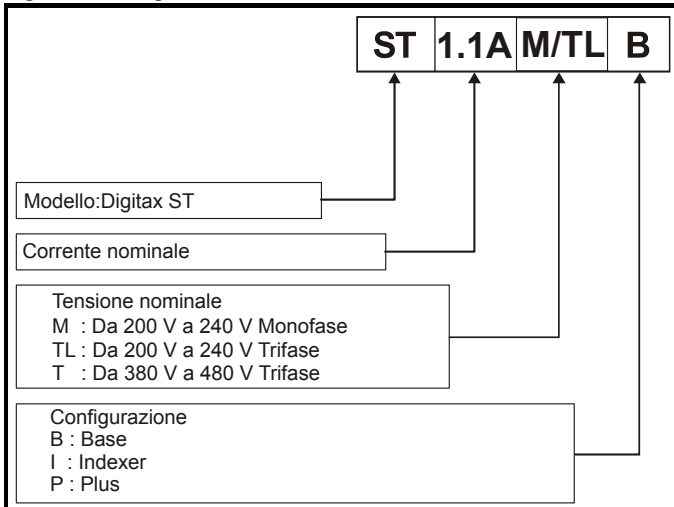 ST 1.1A M/TL B
Modello:Digitax ST
Corrente nominale
Tensione nominale
M : Da 200 V a 240 V Monofase
TL : Da 200 V a 240 V Trifase
T : Da 380 V a 480 V Trifase
Configurazione
B : Base
I : Indexer
P : Plus